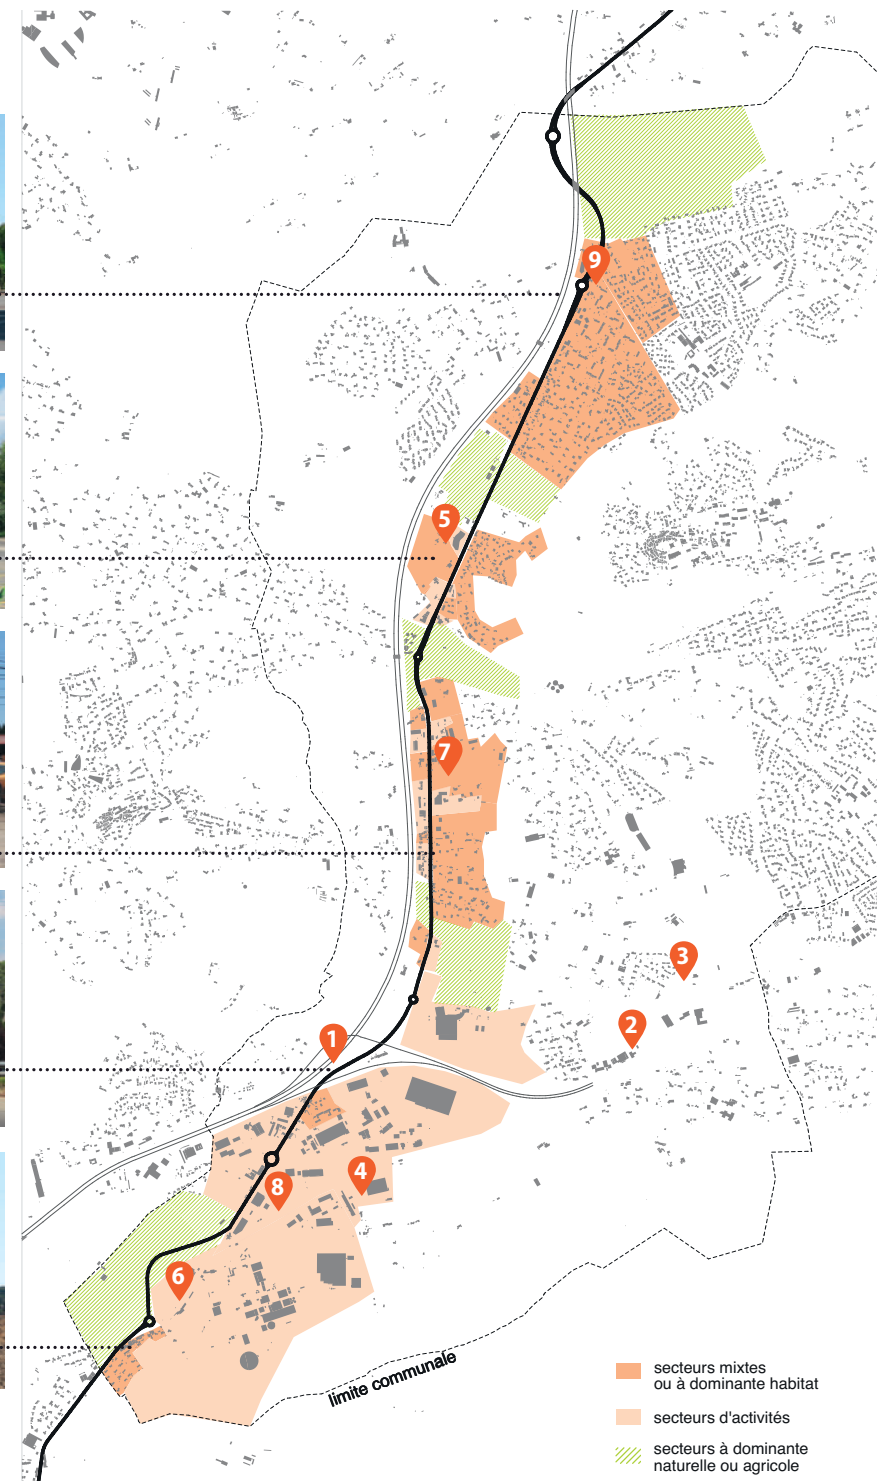 9
5
7
3
2
1
4
8
6
limite communale
secteurs mixtes
ou à dominante habitat
secteurs d'activités
secteurs à dominante
naturelle ou agricole